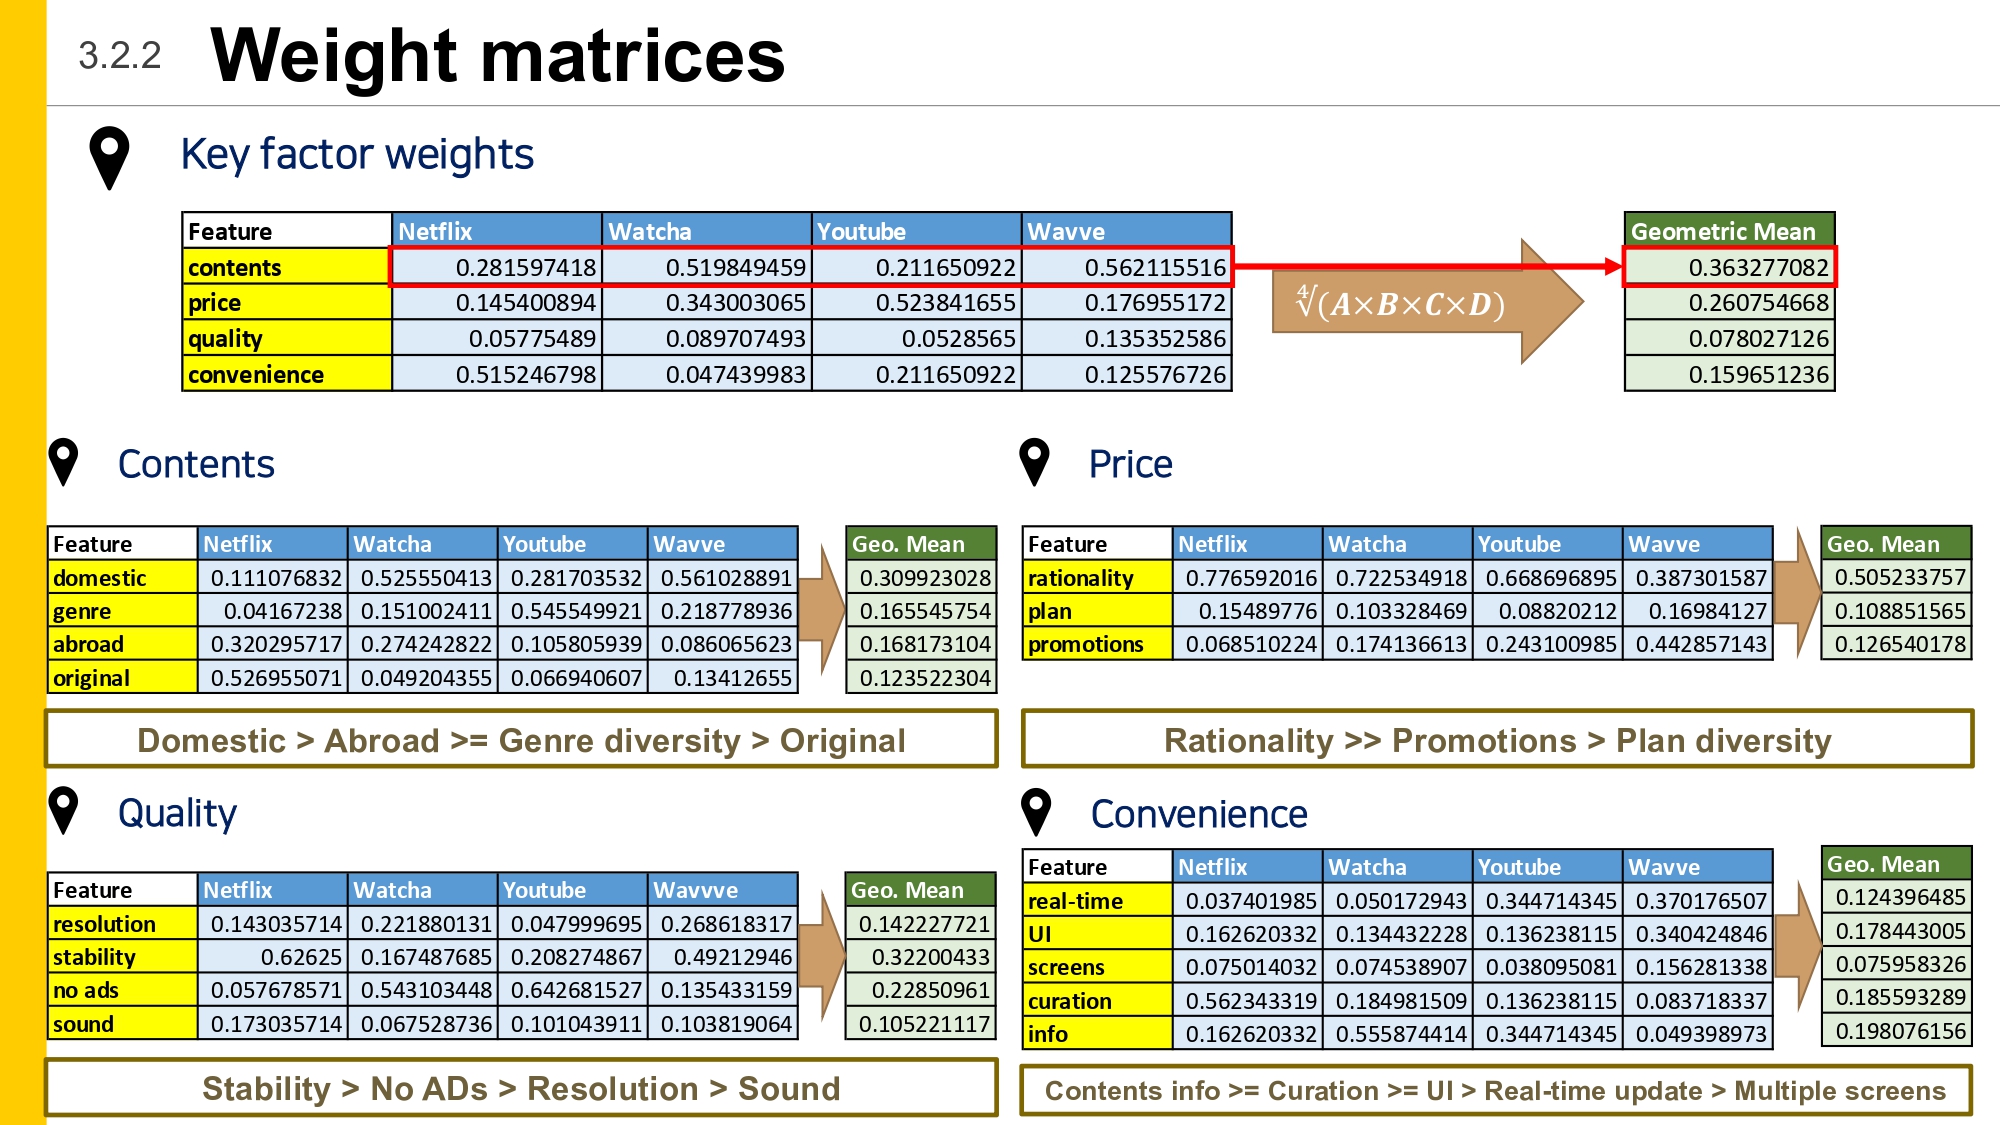 3.2.2 Weight matrices
Key factor weights
Feature Netflix Watcha Youtube Wavve Geometric Mean
contents 0.281597418 0.519849459 0.211650922 0.562115516 0.363277082
price 0.145400894 0.343003065 0.523841655 0.176955172 0.260754668
quality 0.05775489 0.089707493 0.0528565 0.135352586 0.078027126
convenience 0.515246798 0.047439983 0.211650922 0.125576726 0.159651236
∜(A×B×C×D)
Contents
Feature Netflix Watcha Youtube Wavve Geo. Mean
domestic 0.111076832 0.525550413 0.281703532 0.561028891 0.309923028
genre 0.04167238 0.151002411 0.545549921 0.218778936 0.165545754
abroad 0.320295717 0.274242822 0.105805939 0.086065623 0.168173104
original 0.526955071 0.049204355 0.066940607 0.13412655 0.123522304
Domestic > Abroad >= Genre diversity > Original
Price
Feature Netflix Watcha Youtube Wavve Geo. Mean
rationality 0.776592016 0.722534918 0.668696895 0.387301587 0.505233757
plan 0.15489776 0.103328469 0.08820212 0.16984127 0.108851565
promotions 0.068510224 0.174136613 0.243100985 0.442857143 0.126540178
Rationality >> Promotions > Plan diversity
Quality
Feature Netflix Watcha Youtube Wavvve Geo. Mean
resolution 0.143035714 0.221880131 0.047999695 0.268618317 0.142227721
stability 0.62625 0.167487685 0.208274867 0.49212946 0.32200433
no ads 0.057678571 0.543103448 0.642681527 0.135433159 0.22850961
sound 0.173035714 0.067528736 0.101043911 0.103819064 0.105221117
Stability > No ADs > Resolution > Sound
Convenience
Feature Netflix Watcha Youtube Wavve Geo. Mean
real-time 0.037401985 0.050172943 0.344714345 0.370176507 0.124396485
UI 0.162620332 0.134432228 0.136238115 0.340424846 0.178443005
screens 0.075014032 0.074538907 0.038095081 0.156281338 0.075958326
curation 0.562343319 0.184981509 0.136238115 0.083718337 0.185593289
info 0.162620332 0.555874414 0.344714345 0.049398973 0.198076156
Contents info >= Curation >= UI > Real-time update > Multiple screens